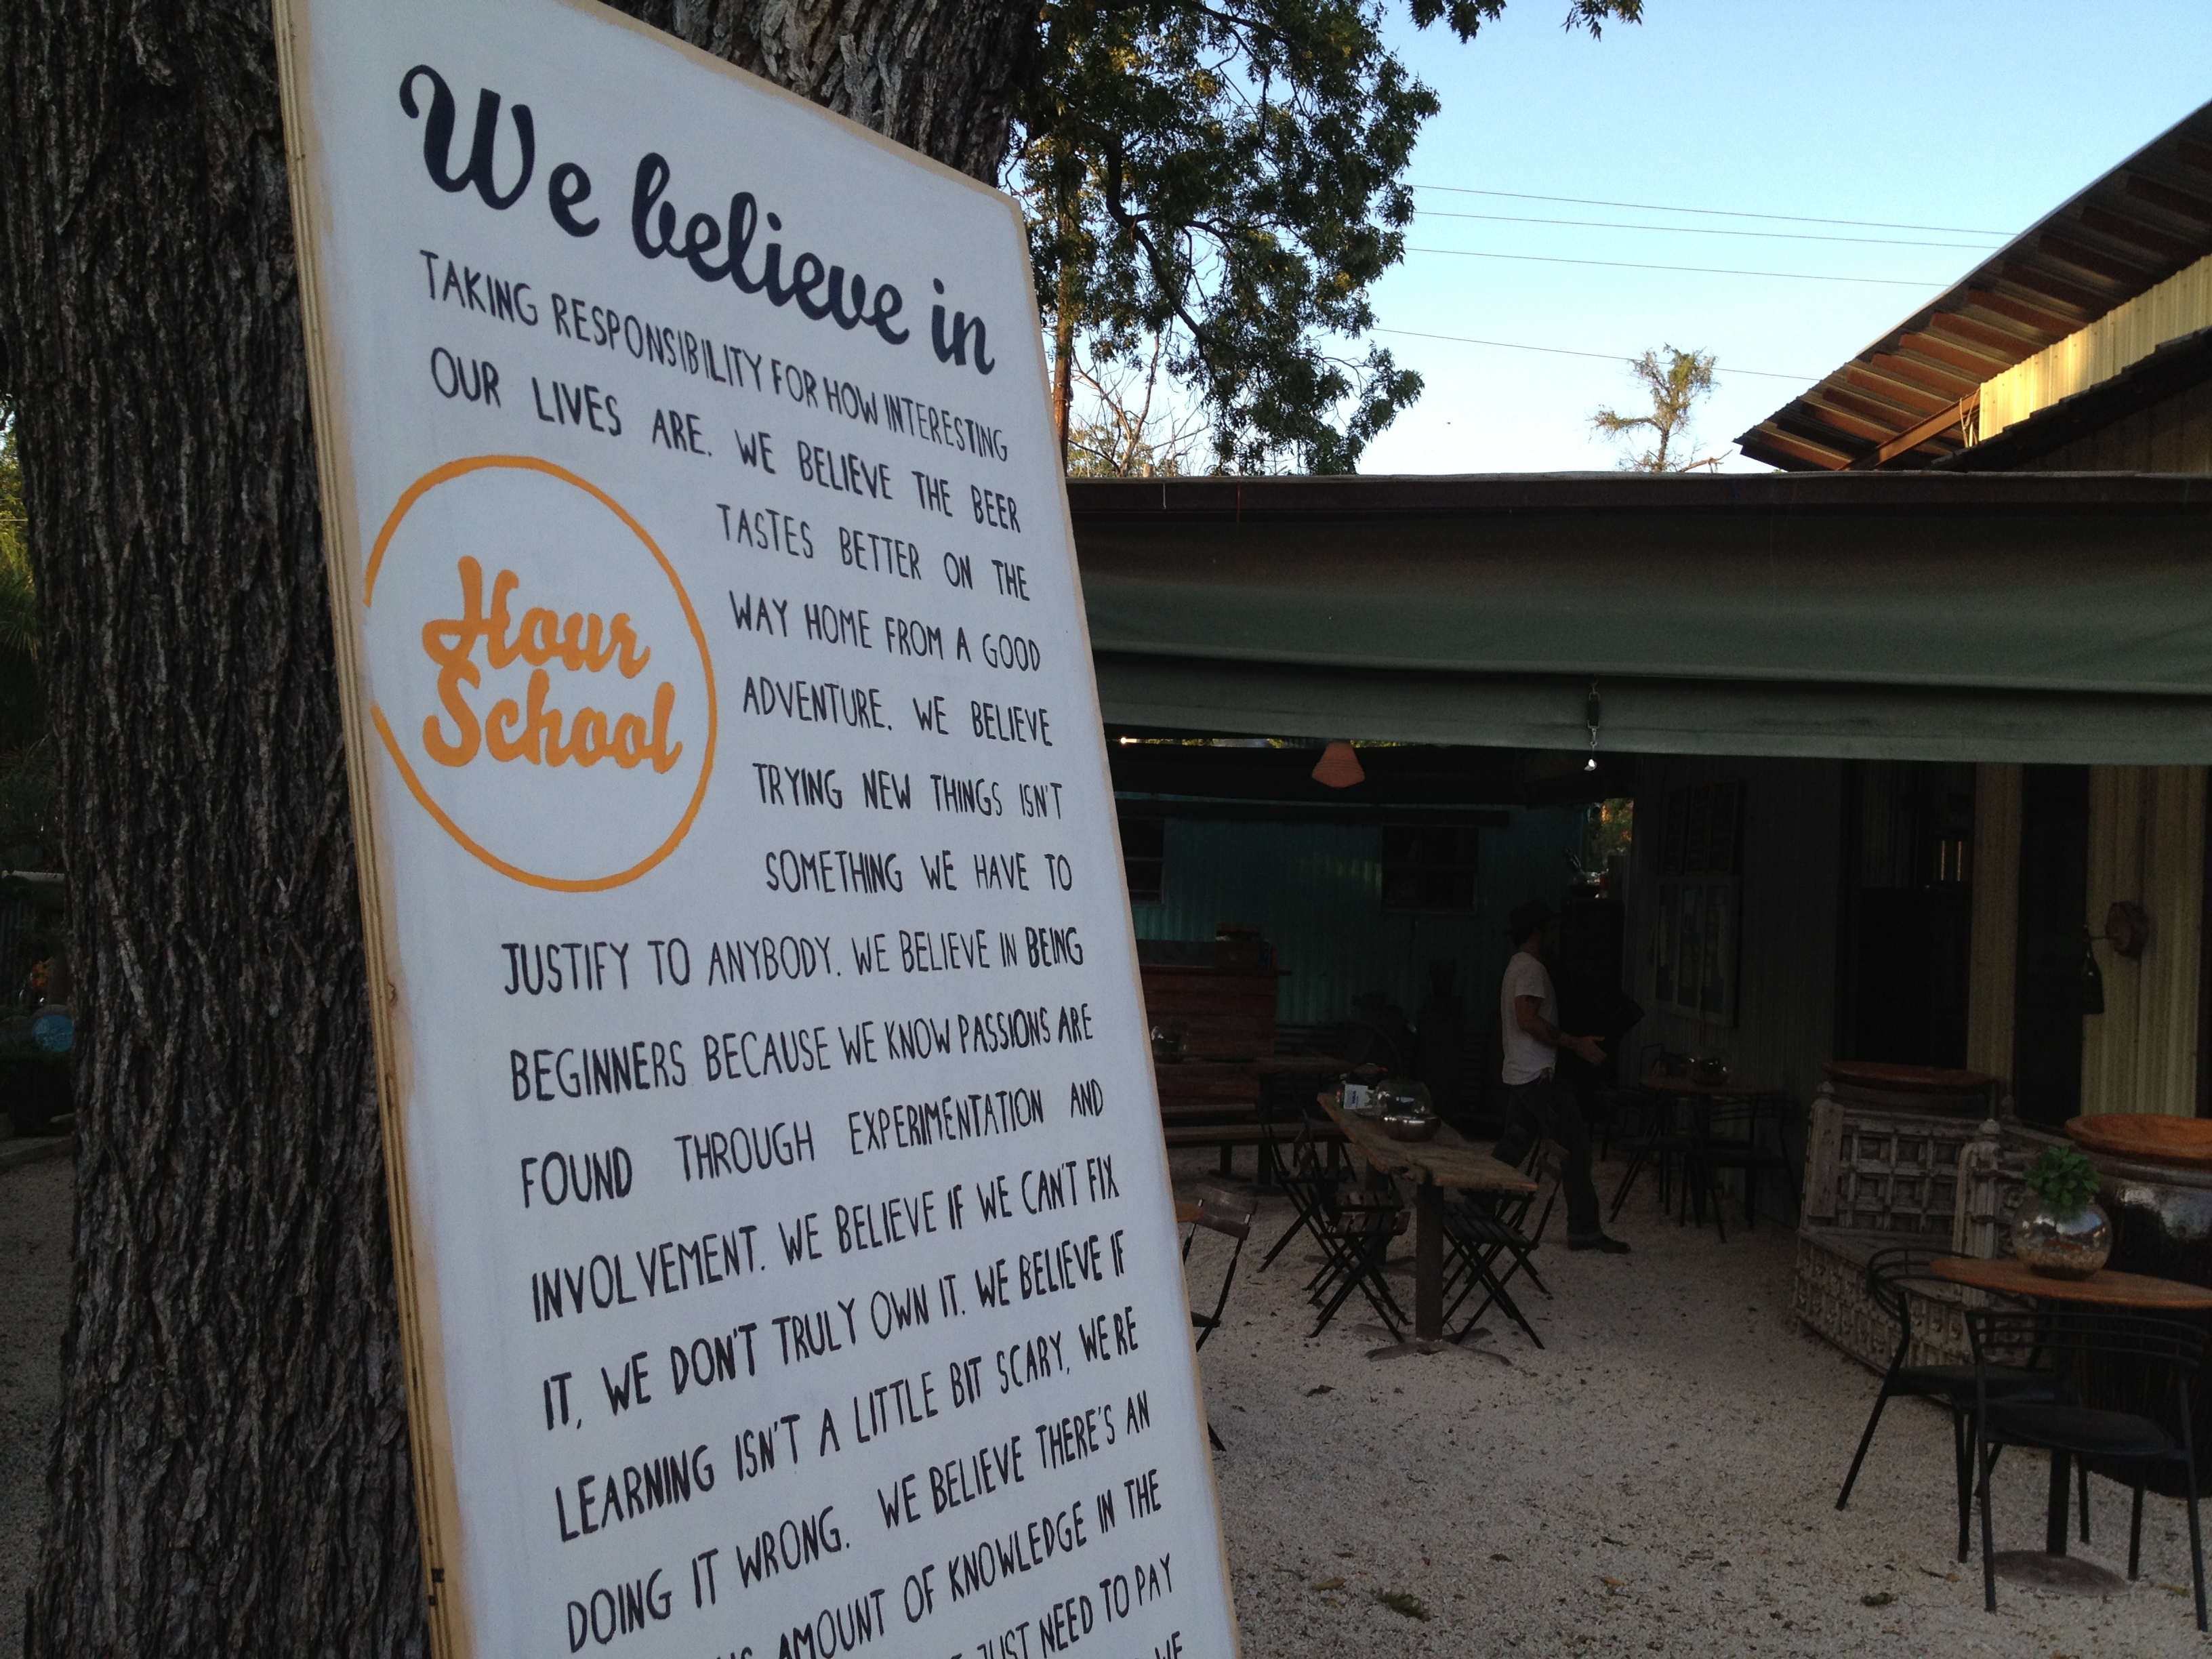 We believe in
TAKING RESPONSIBILITY FOR HOW INTERESTING
OUR LIVES ARE. WE BELIEVE THE BEER
TASTES BETTER ON THE
WAY HOME FROM A GOOD
ADVENTURE. WE BELIEVE
TRYING NEW THINGS ISN'T
SOMETHING WE HAVE TO
Hour
School
JUSTIFY TO ANYBODY. WE BELIEVE IN BEING
BEGINNERS BECAUSE WE KNOW PASSIONS ARE
FOUND THROUGH EXPERIMENTATION AND
INVOLVEMENT. WE BELIEVE IF WE CAN'T FIX
IT, WE DON'T TRULY OWN IT. WE BELIEVE IF
LEARNING ISN'T A LITTLE BIT SCARY, WE'RE
DOING IT WRONG. WE BELIEVE THERE'S AN
AMOUNT OF KNOWLEDGE IN THE
JUST NEED TO PAY
WE